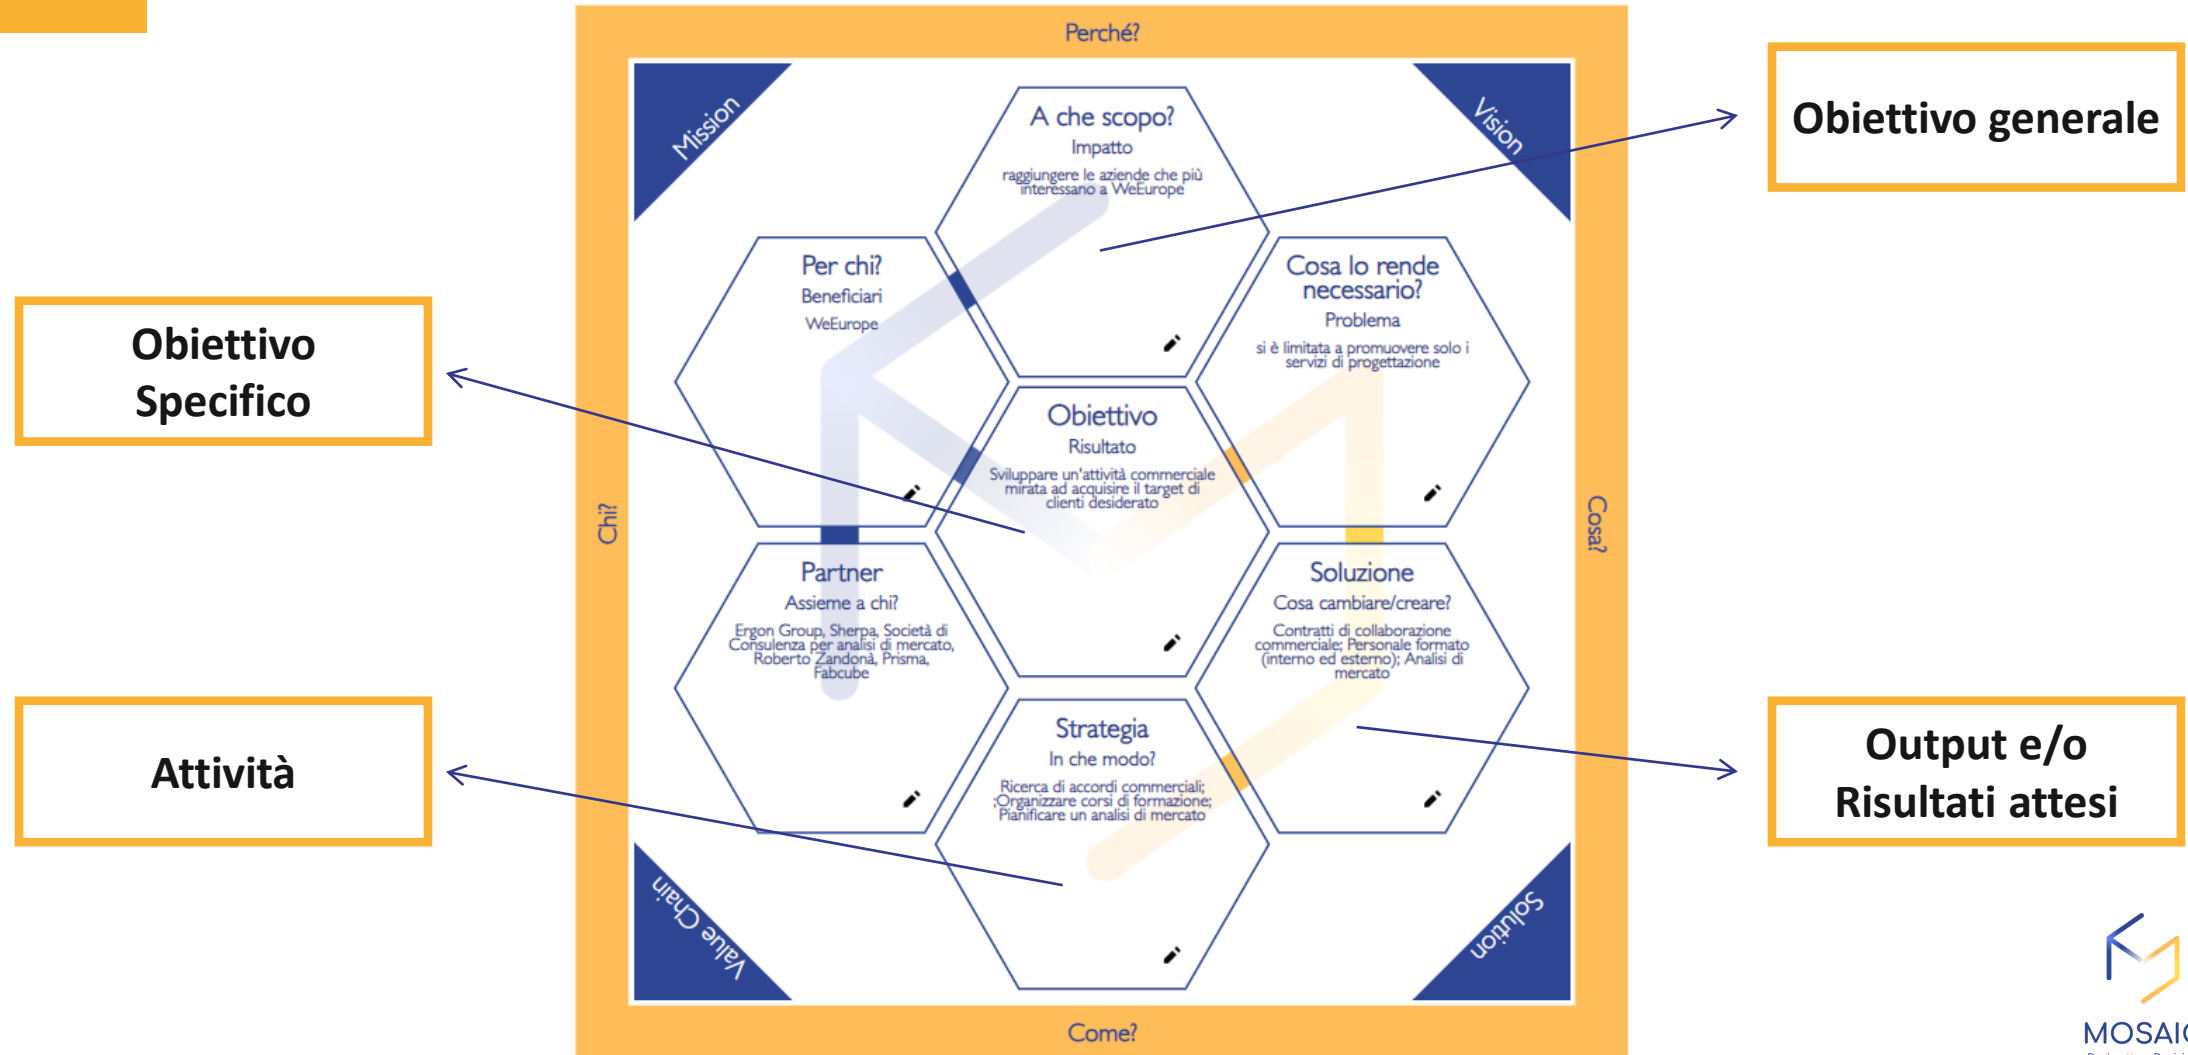 Perché?
Mission
Vision
A che scopo?
Impatto
raggiungere le aziende che più
interessano a WeEurope
Obiettivo generale
Per chi?
Beneficiari
WeEurope
Cosa lo rende
necessario?
Problema
si è limitata a promuovere solo i
servizi di progettazione
Obiettivo
Specifico
Obiettivo
Risultato
Sviluppare un'attività commerciale
mirata ad acquisire il target di
clienti desiderato
Chi?
Cosa?
Partner
Assieme a chi?
Ergon Group, Sherpa, Società di
Consulenza per analisi di mercato,
Roberto Zandonà, Prisma,
Fabcube
Soluzione
Cosa cambiare/creare?
Contratti di collaborazione
commerciale; Personale formato
(interno ed esterno); Analisi di
mercato
Attività
Strategia
In che modo?
Ricerca di accordi commerciali;
;Organizzare corsi di formazione;
Pianificare un analisi di mercato
Output e/o
Risultati attesi
Value Chain
Solution
Come?
MOSAIC